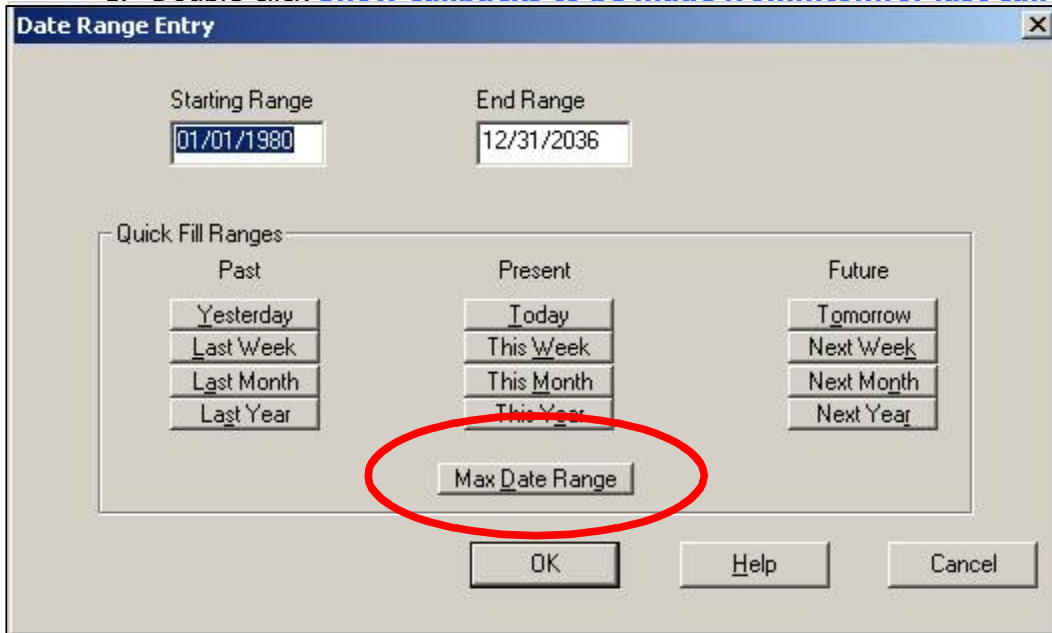 Date Range Entry
Starting Range End Range
01/01/1980 12/31/2036
Quick Fill Ranges
Past Present Future
Yesterday Today Tomorrow
Last Week This Week Next Week
Last Month This Month Next Month
Last Year This Year Next Year
Max Date Range
OK Help Cancel